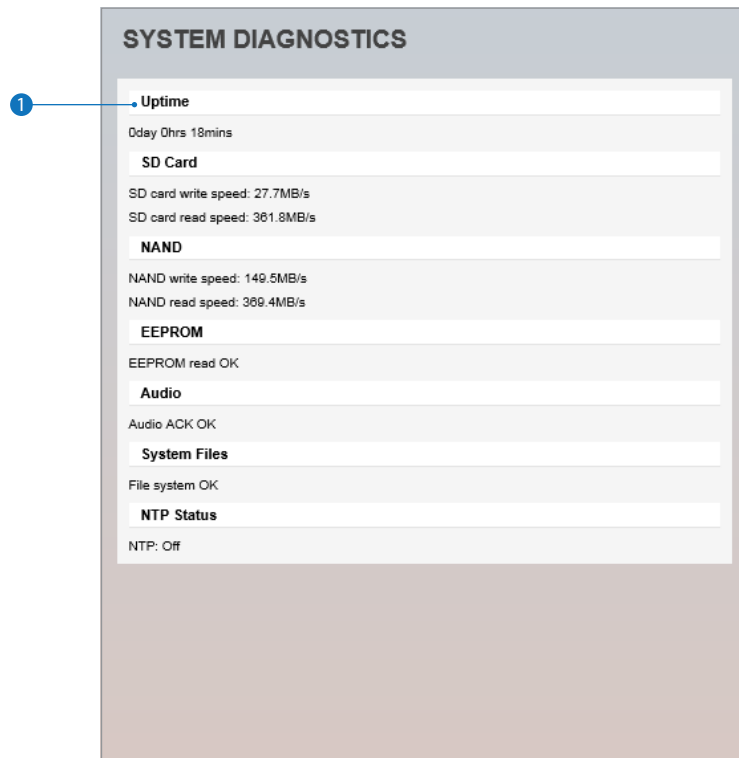 SYSTEM DIAGNOSTICS
1
Uptime
0day 0hrs 18mins
SD Card
SD card write speed: 27.7MB/s
SD card read speed: 361.8MB/s
NAND
NAND write speed: 149.5MB/s
NAND read speed: 369.4MB/s
EEPROM
EEPROM read OK
Audio
Audio ACK OK
System Files
File system OK
NTP Status
NTP: Off